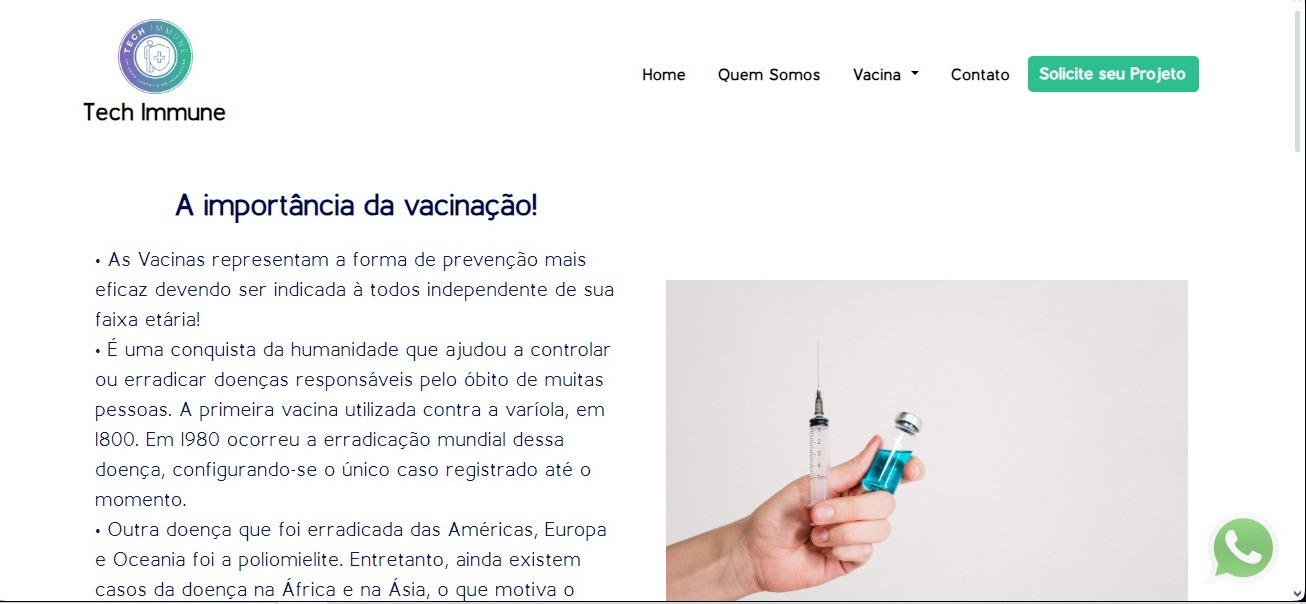 TECH IMMUNE
Tech Immune
Home Quem Somos Vacina Contato Solicite seu Projeto
A importância da vacinação!
• As Vacinas representam a forma de prevenção mais
eficaz devendo ser indicada à todos independente de sua
faixa etária!
• É uma conquista da humanidade que ajudou a controlar
ou erradicar doenças responsáveis pelo óbito de muitas
pessoas. A primeira vacina utilizada contra a varíola, em
1800. Em 1980 ocorreu a erradicação mundial dessa
doença, configurando-se o único caso registrado até o
momento.
• Outra doença que foi erradicada das Américas, Europa
e Oceania foi a poliomielite. Entretanto, ainda existem
casos da doença na África e na Ásia, o que motiva o